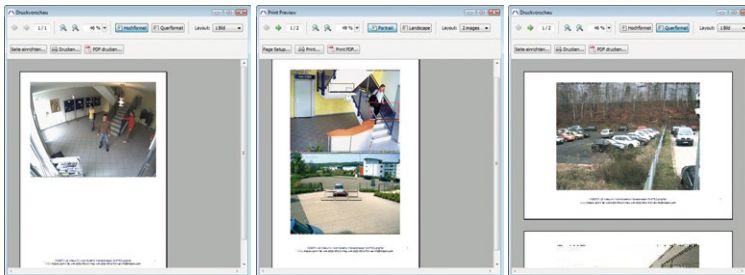 Druckvorschau
1/1
46 %
Hochformat
Querformat
Layout:
1 Bild
Seite einrichten...
Drucken...
PDF drucken...
Print Preview
1/2
46 %
Portrait
Landscape
Layout:
2 Images
Page Setup...
Print...
Print PDF...
Druckvorschau
1/2
46 %
Hochformat
Querformat
Layout:
1 Bild
Seite einrichten...
Drucken...
PDF drucken...